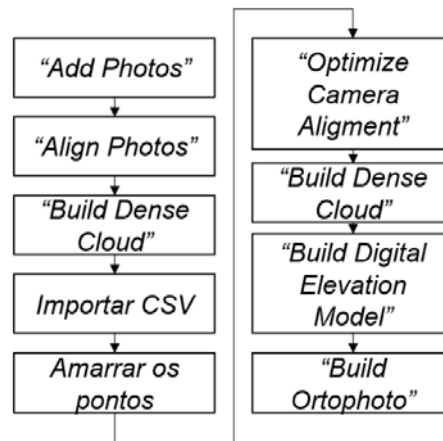 “Add Photos”
“Align Photos”
“Build Dense
Cloud”
Importar CSV
Amarrar os
pontos
“Optimize
Camera
Aligment”
“Build Dense
Cloud”
“Build Digital
Elevation
Model”
“Build
Ortophoto”